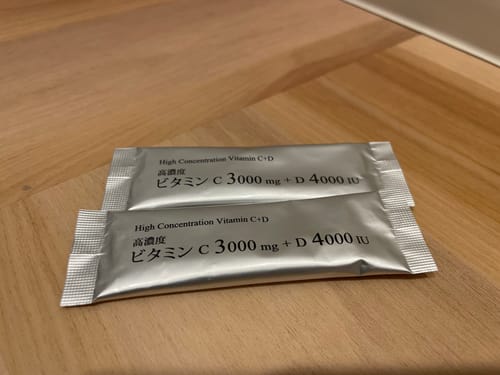 High Concentration Vitamin C+D
高濃度
ビタミン C 3000 mg + D 4000 IU
High Concentration Vitamin C+D
高濃度
ビタミン C 3000 mg + D 4000 IU